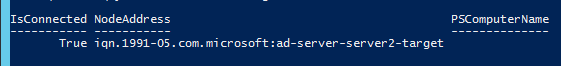 IsConnected NodeAddress PSComputerName
----------- ----------- --------------
True iqn.1991-05.com.microsoft:ad-server-server2-target